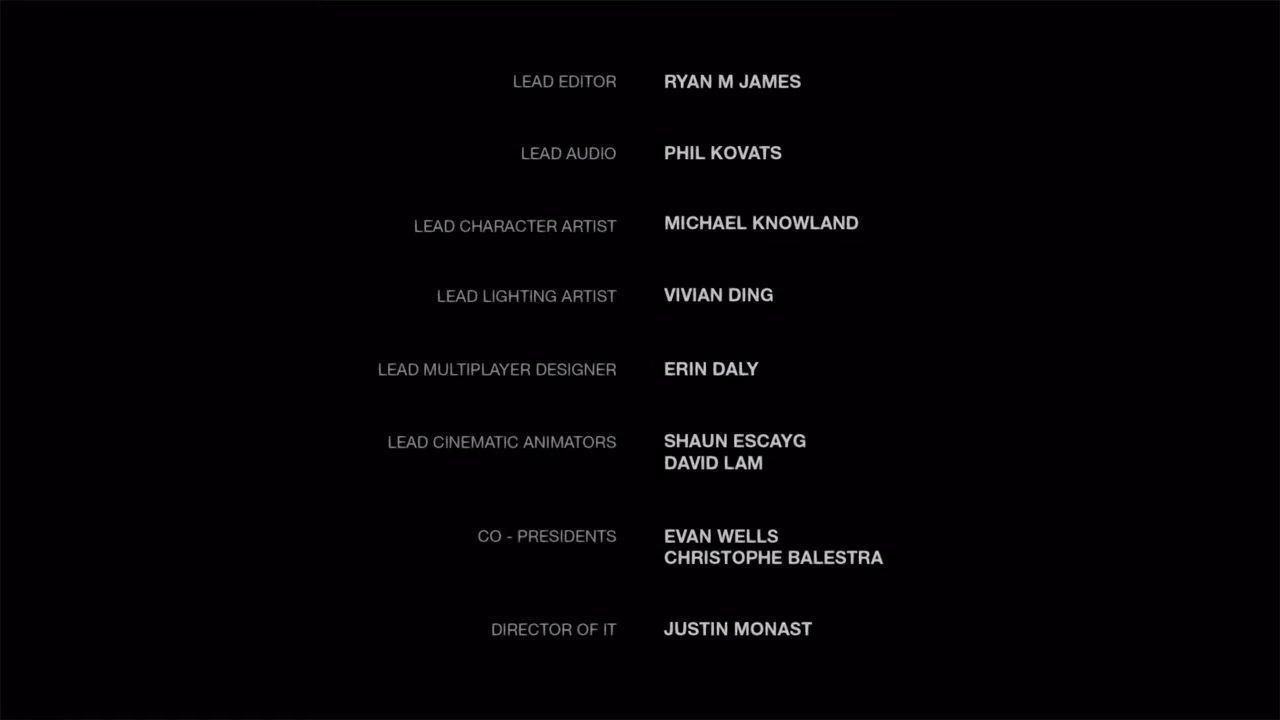 LEAD EDITOR RYAN M JAMES
LEAD AUDIO PHIL KOVATS
LEAD CHARACTER ARTIST MICHAEL KNOWLAND
LEAD LIGHTING ARTIST VIVIAN DING
LEAD MULTIPLAYER DESIGNER ERIN DALY
LEAD CINEMATIC ANIMATORS SHAUN ESCAYG
DAVID LAM
CO - PRESIDENTS EVAN WELLS
CHRISTOPHE BALESTRA
DIRECTOR OF IT JUSTIN MONAST